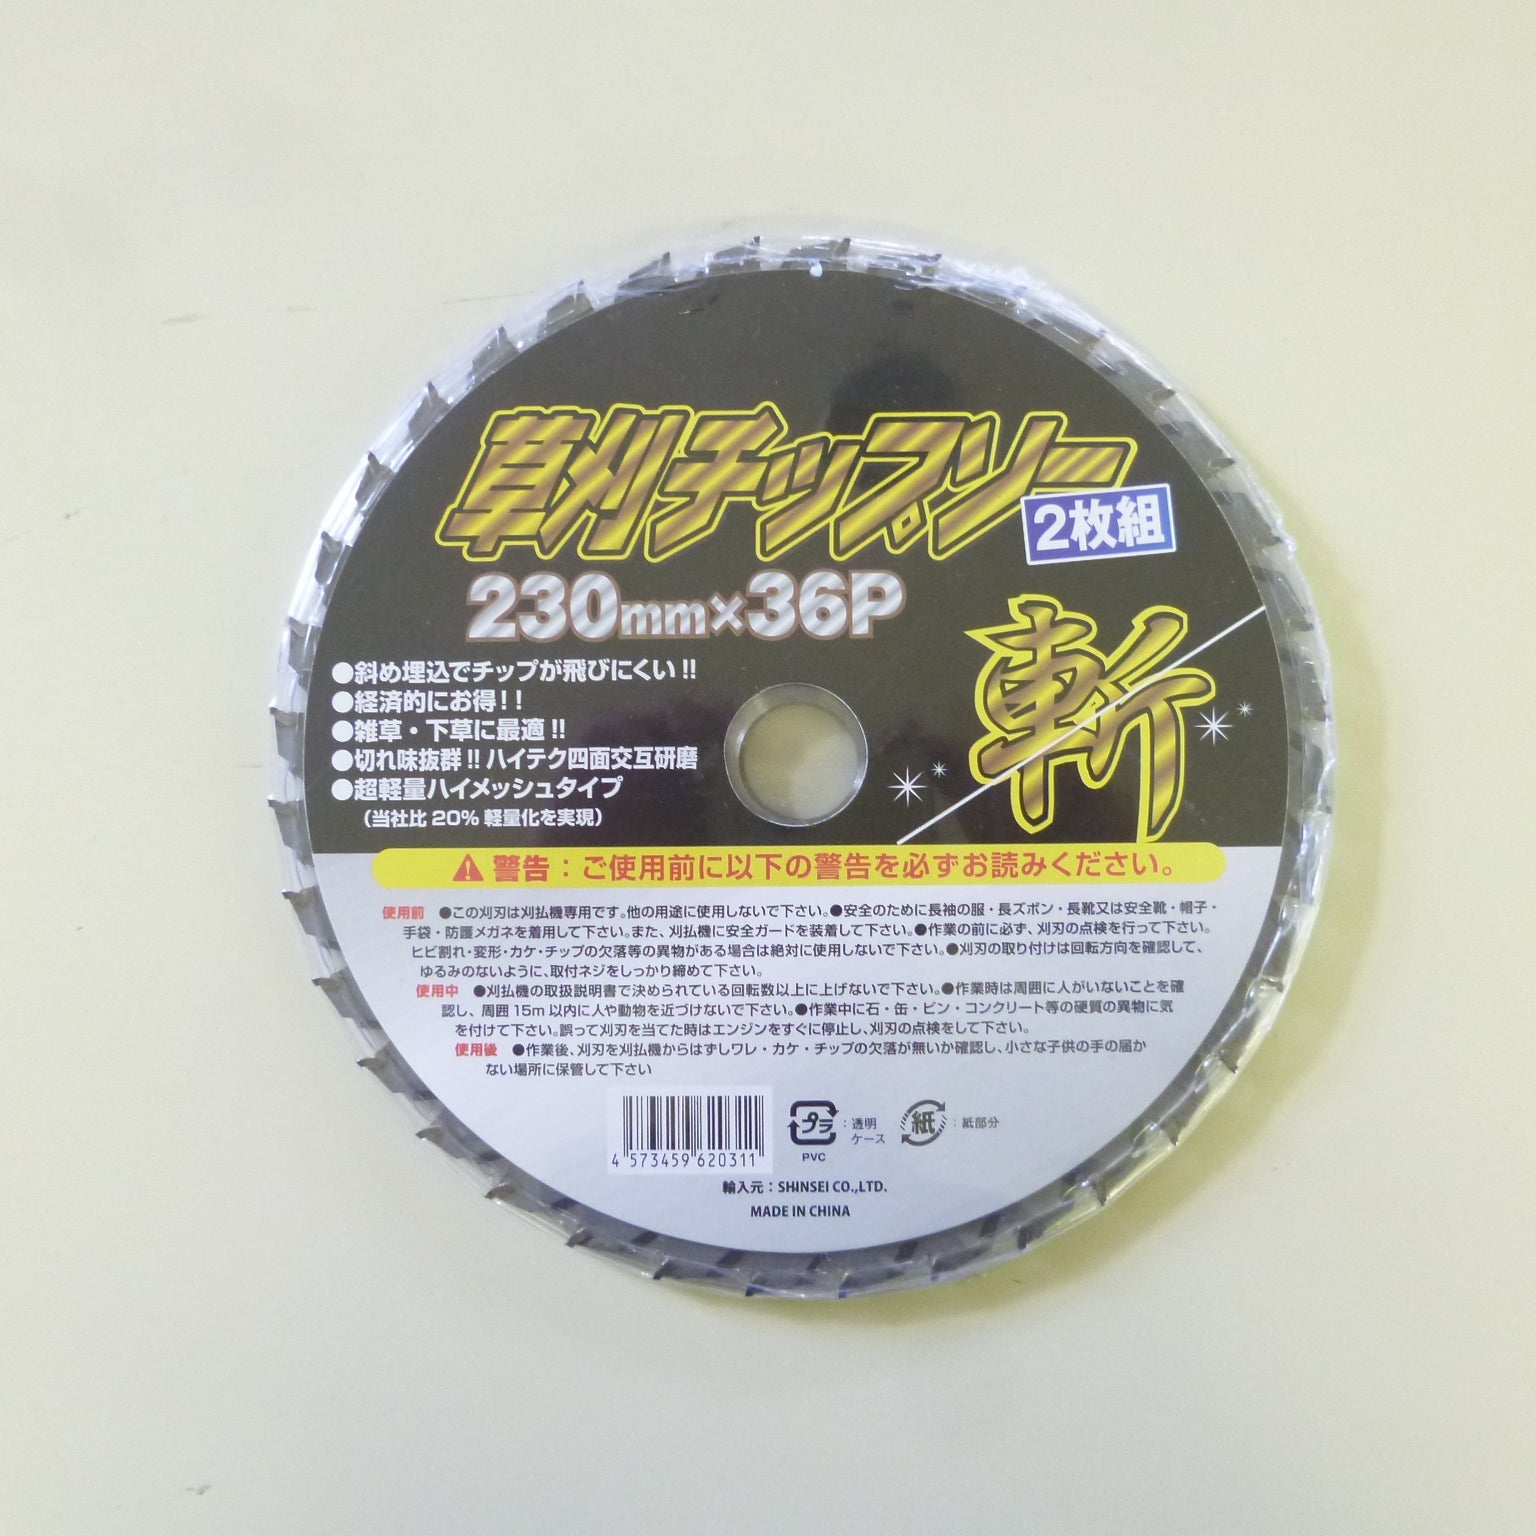 草刈チップソー
2枚組
230mm×36P
斬
●斜め埋込でチップが飛びにくい!!
●経済的にお得!!
●雑草・下草に最適!!
●切れ味抜群!!ハイテク四面交互研磨
●超軽量ハイメッシュタイプ
(当社比20%軽量化を実現)
警告：ご使用前に以下の警告を必ずお読みください。
使用前 ●この刈刃は刈払機専用です。他の用途に使用しないで下さい。●安全のために長袖の服・長ズボン・長靴又は安全靴・帽子・
手袋・防護メガネを着用して下さい。また、刈払機に安全ガードを装着して下さい。●作業の前に必ず、刈刃の点検を行って下さい。
ヒビ割れ・変形・カケ・チップの欠落等の異物がある場合は絶対に使用しないで下さい。●刈刃の取り付けは回転方向を確認して、
ゆるみのないように、取付ネジをしっかり締めて下さい。
使用中 ●刈払機の取扱説明書で決められている回転数以上に上げないで下さい。●作業時は周囲に人がいないことを確
認し、周囲15m以内に人や動物を近づけないで下さい。●作業中に石・缶・ビン・コンクリート等の硬質の異物に気
を付けて下さい。誤って刈刃を当てた時はエンジンをすぐに停止し、刈刃の点検をして下さい。
使用後 ●作業後、刈刃を刈払機からはずしワレ・カケ・チップの欠落が無いか確認し、小さな子供の手の届か
ない場所に保管して下さい
4 573459 620311
プラ
PVC
：透明
ケース
紙
：紙部分
輸入元：SHINSEI CO.,LTD.
MADE IN CHINA